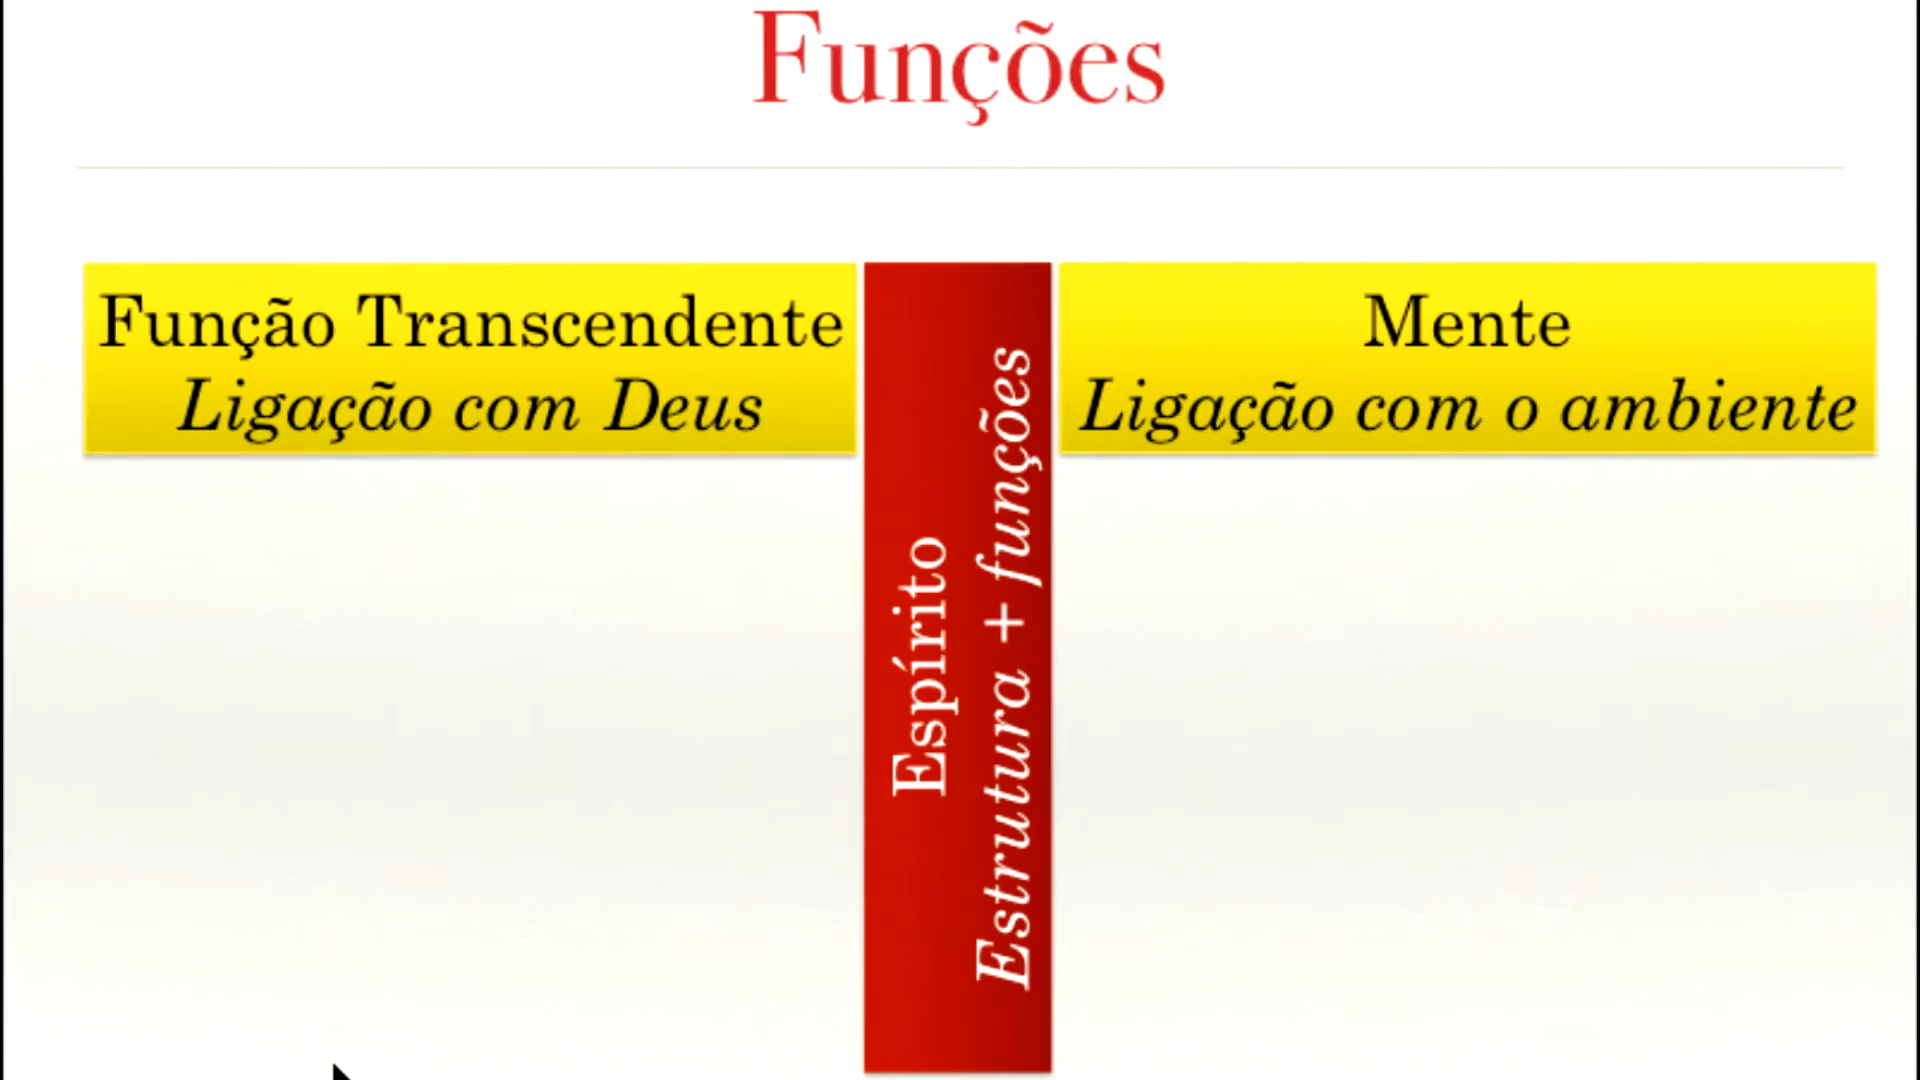 Funções
Função Transcendente
Ligação com Deus
Espírito
Estrutura + funções
Mente
Ligação com o ambiente